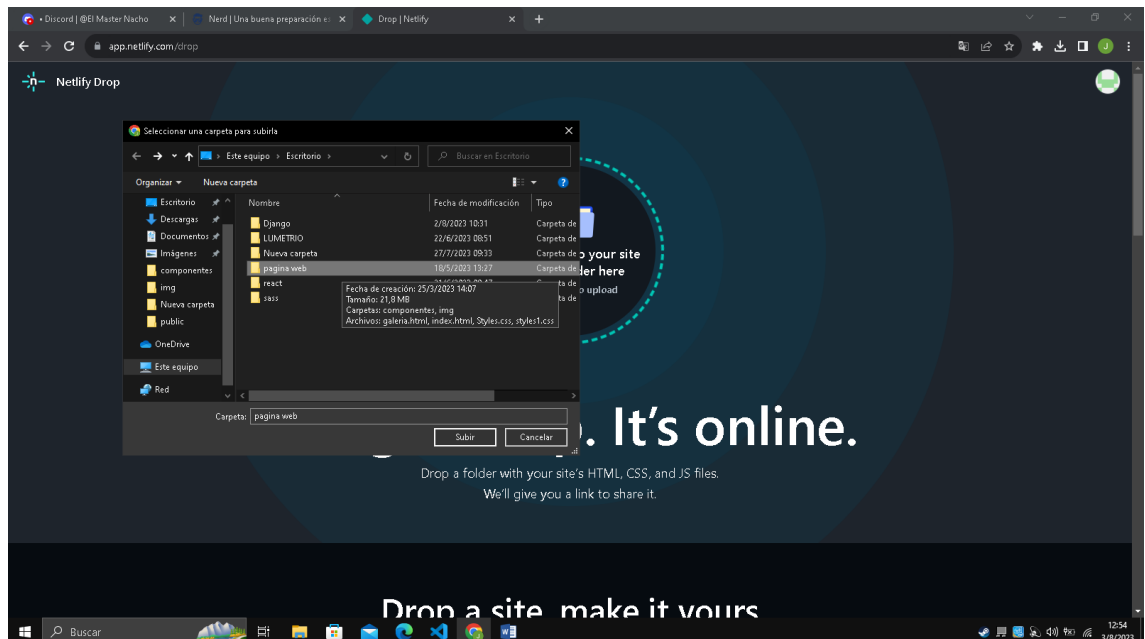 • Discord | @El Master Nacho
Nerd | Una buena preparación es
Drop | Netlify
app.netlify.com/drop
J
Netlify Drop
Seleccionar una carpeta para subirla
Este equipo > Escritorio >
Buscar en Escritorio
Organizar
Nueva carpeta
Escritorio
Descargas
Documentos
Imágenes
componentes
img
Nueva carpeta
public
OneDrive
Este equipo
Red
Nombre Fecha de modificación Tipo
Django 2/8/2023 10:31 Carpeta de
LUMETRIO 22/6/2023 08:51 Carpeta de
Nueva carpeta 27/7/2023 09:33 Carpeta de
pagina web 18/5/2023 13:27 Carpeta de
react
sass
Fecha de creación: 25/3/2023 14:07
Tamaño: 21,8 MB
Carpetas: componentes, img
Archivos: galeria.html, index.html, Styles.css, styles1.css
Carpeta: pagina web
Subir Cancelar
your site
here
upload
. It's online.
Drop a folder with your site's HTML, CSS, and JS files.
We'll give you a link to share it.
Drop a site, make it yours
Buscar
12:54
3/8/2023